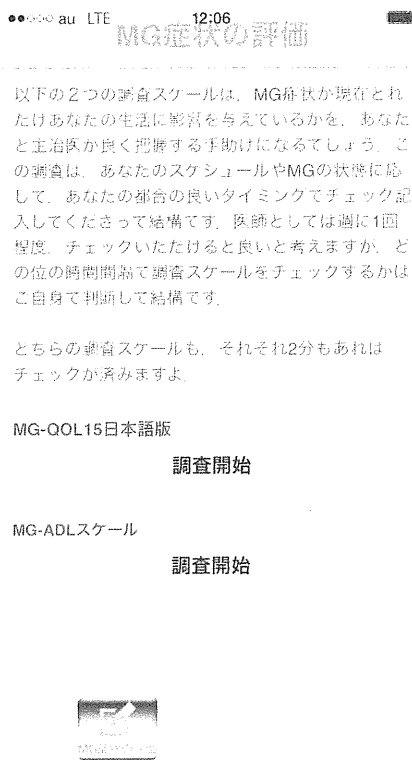 au LTE 12:06
MG症状の評価
以下の2つの調査スケールは、MG症状が現在どれ
だけあなたの生活に影響を与えているかを、あなた
と主治医が良く把握する手助けになるでしょう。こ
の調査は、あなたのスケジュールやMGの状態に応
じて、あなたの都合の良いタイミングでチェック記
入してくださって結構です。医師としては週に1回
程度、チェックいただけると良いと考えますが、ど
の位の時間間隔で調査スケールをチェックするかは
ご自身で判断して結構です。
どちらの調査スケールも、それぞれ2分もあれば
チェックが済みますよ。
MG-QOL15日本語版
調査開始
MG-ADLスケール
調査開始